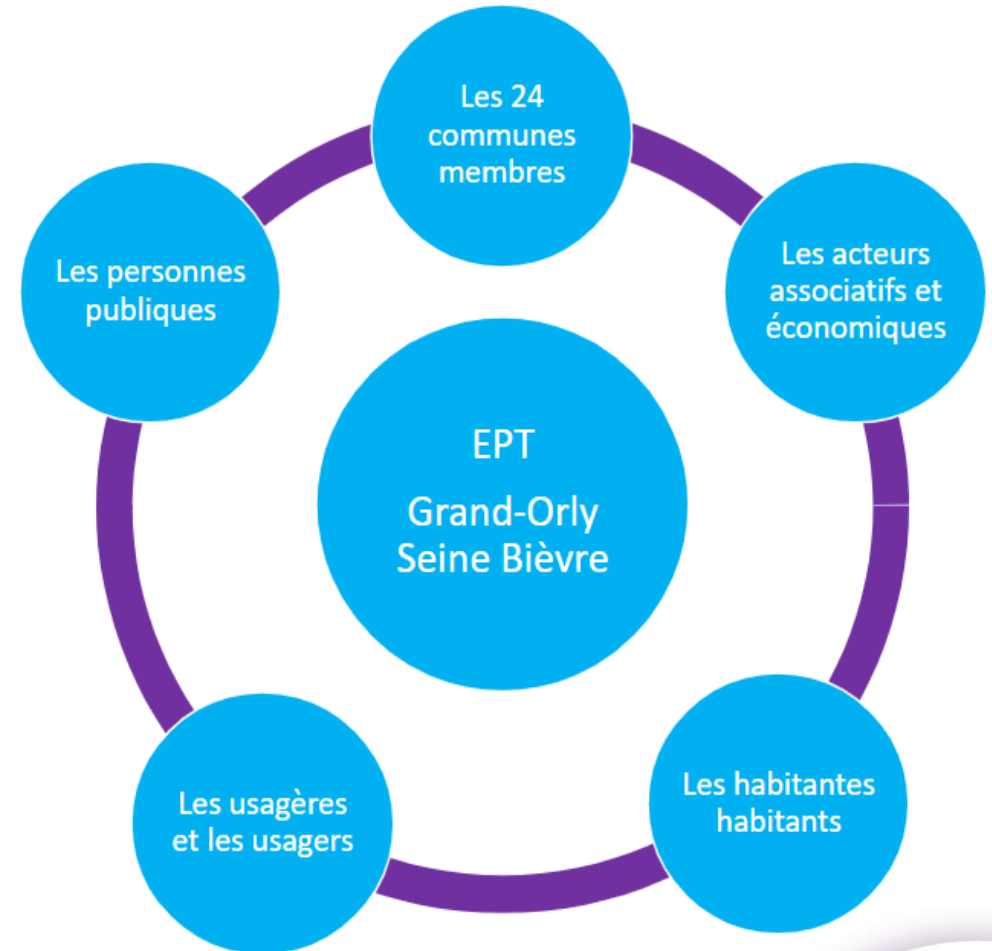 Les 24
communes
membres
Les personnes
publiques
Les acteurs
associatifs et
économiques
EPT
Grand-Orly
Seine Bièvre
Les usagères
et les usagers
Les habitantes
habitants